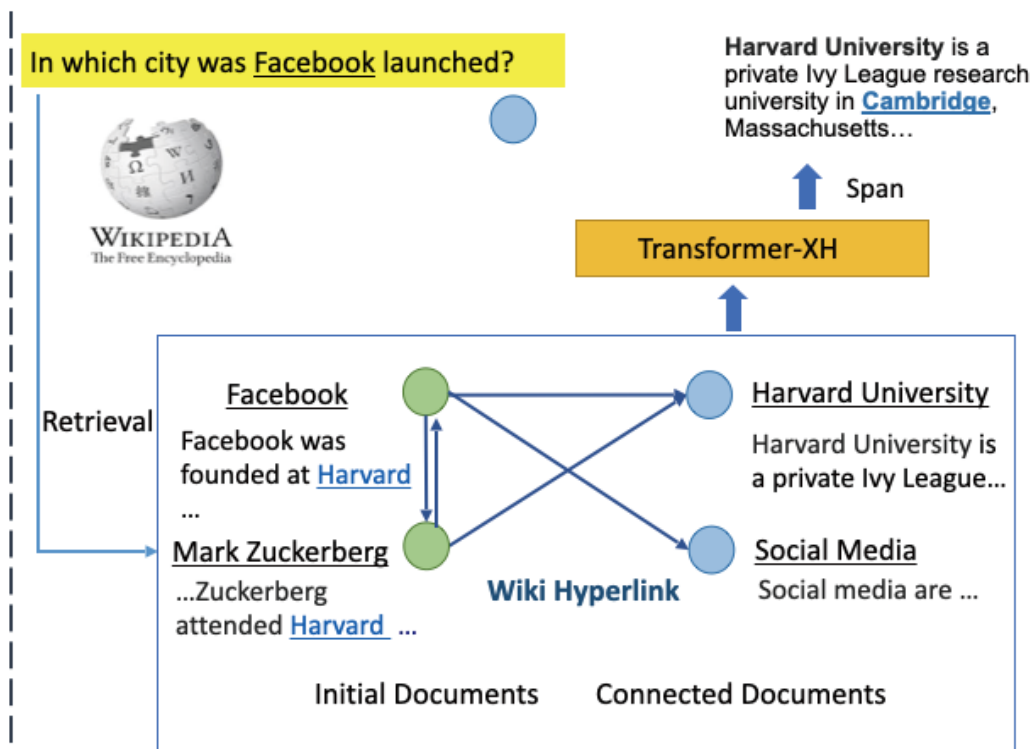 In which city was Facebook launched?
WIKIPEDIA
The Free Encyclopedia
Harvard University is a
private Ivy League research
university in Cambridge,
Massachusetts…
Span
Transformer-XH
Retrieval
Facebook
Facebook was
founded at Harvard
...
Mark Zuckerberg
...Zuckerberg
attended Harvard ...
Harvard University
Harvard University is
a private Ivy League...
Social Media
Social media are ...
Wiki Hyperlink
Initial Documents
Connected Documents